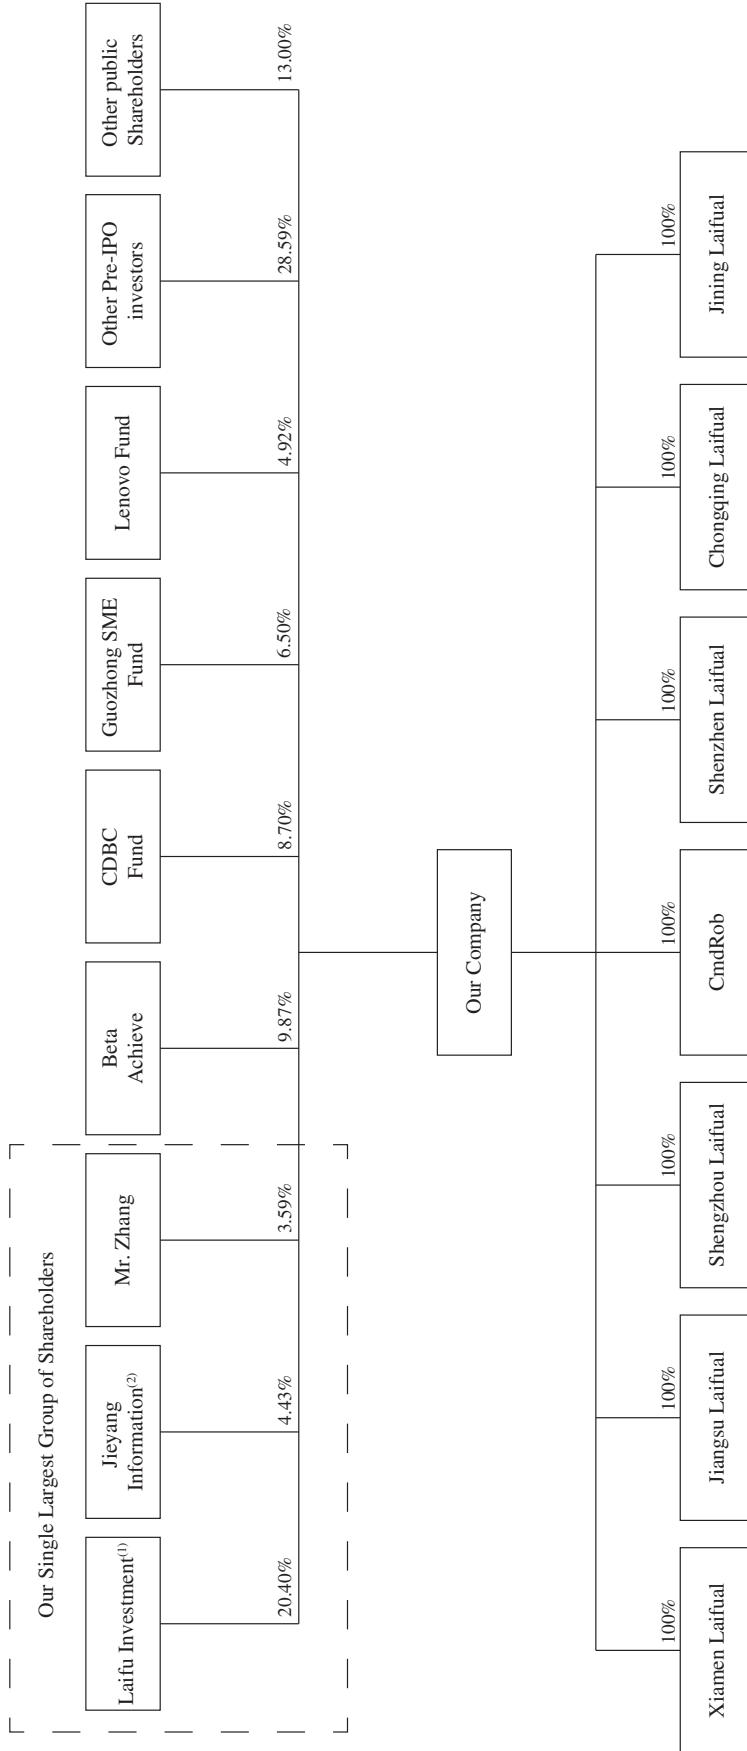 Our Single Largest Group of Shareholders
Laifu Investment(1)
Jieyang
Information(2)
Mr. Zhang
Beta
Achieve
CDBC
Fund
Guozhong SME
Fund
Lenovo Fund
Other Pre-IPO
investors
Other public
Shareholders
20.40%
4.43%
3.59%
9.87%
8.70%
6.50%
4.92%
28.59%
13.00%
Our Company
100%
100%
100%
100%
100%
100%
100%
Xiamen Laifual
Jiangsu Laifual
Shengzhou Laifual
CmdRob
Shenzhen Laifual
Chongqing Laifual
Jining Laifual